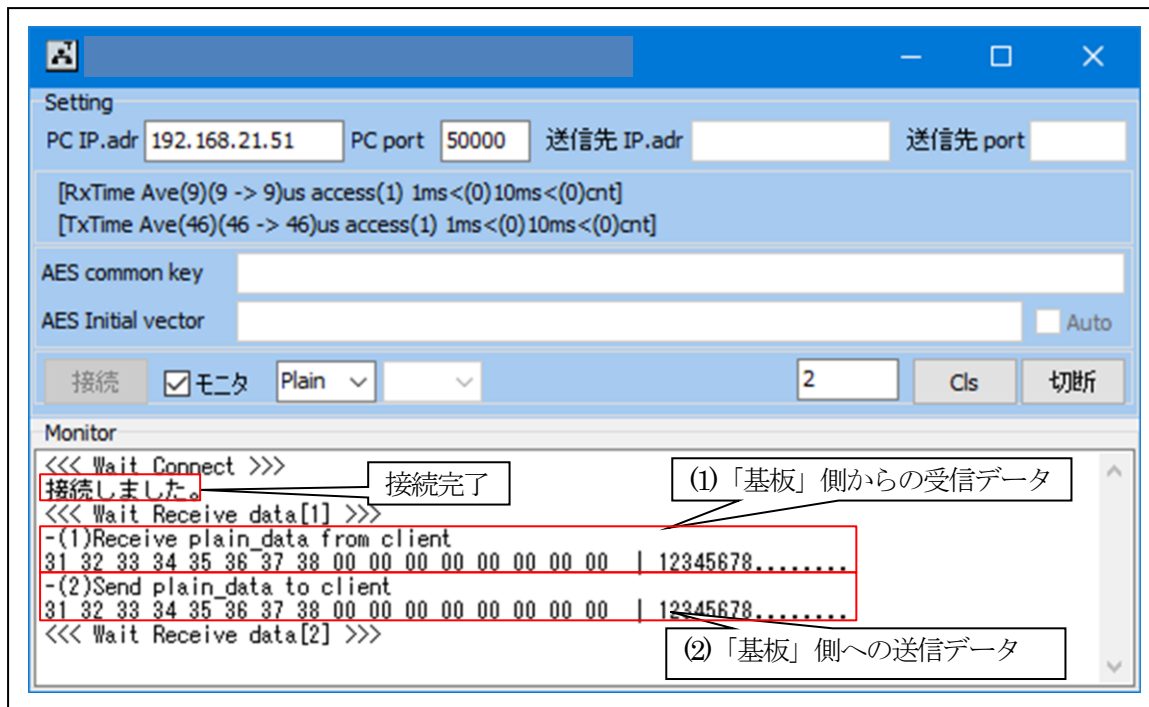 Setting
PC IP.adr 192.168.21.51 PC port 50000 送信先 IP.adr 送信先 port
[RxTime Ave(9)(9 -> 9)us access(1) 1ms<(0)10ms<(0)cnt]
[TxTime Ave(46)(46 -> 46)us access(1) 1ms<(0)10ms<(0)cnt]
AES common key
AES Initial vector Auto
接続 モニタ Plain 2 Cls 切断
Monitor
<<< Wait Connect >>>
接続しました。
接続完了
(1)「基板」側からの受信データ
<<< Wait Receive data[1] >>>
-(1)Receive plain_data from client
31 32 33 34 35 36 37 38 00 00 00 00 00 00 00 00 | 12345678........
-(2)Send plain_data to client
31 32 33 34 35 36 37 38 00 00 00 00 00 00 00 00 | 12345678........
<<< Wait Receive data[2] >>>
(2)「基板」側への送信データ